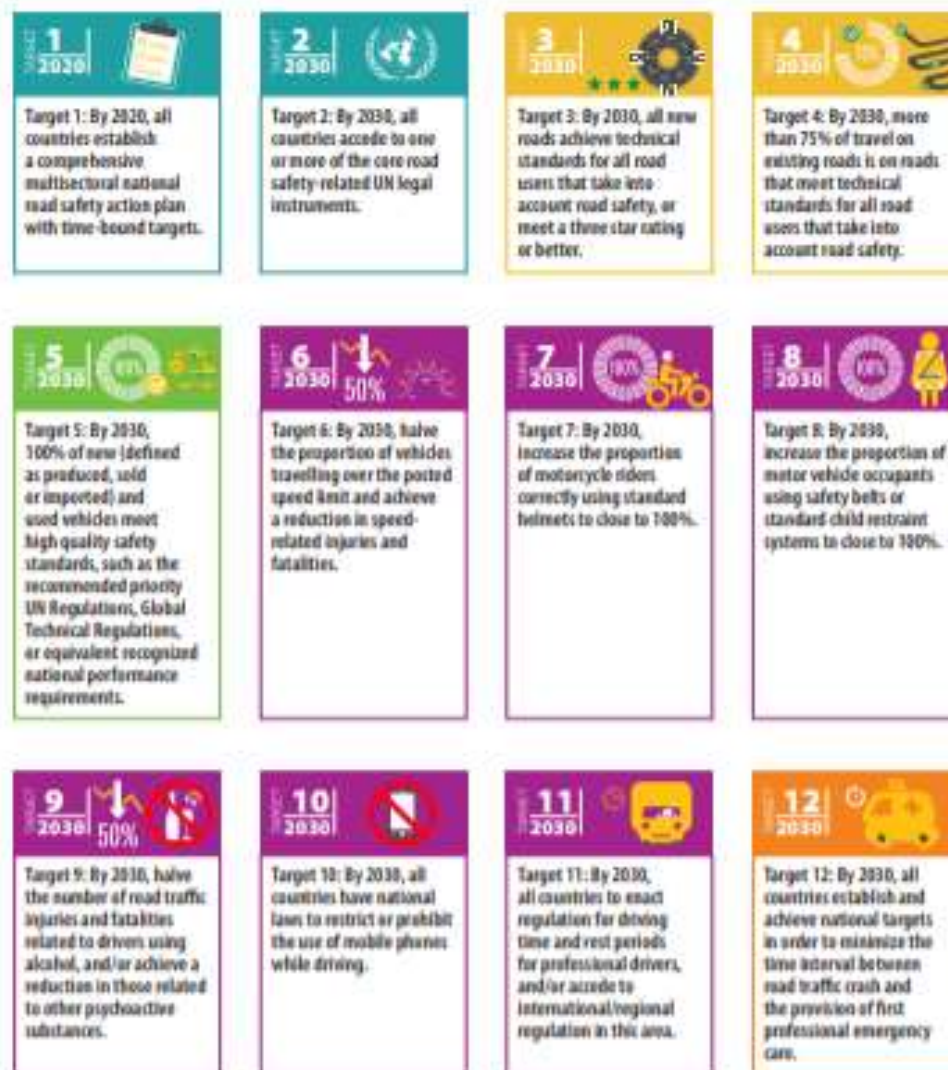 TARGET
1
2020
Target 1: By 2020, all
countries establish
a comprehensive
multisectoral national
road safety action plan
with time-bound targets.
TARGET
2
2030
Target 2: By 2030, all
countries accede to one
or more of the core road
safety-related UN legal
instruments.
TARGET
3
2030
Target 3: By 2030, all new
roads achieve technical
standards for all road
users that take into
account road safety, or
meet a three star rating
or better.
TARGET
4
2030
Target 4: By 2030, more
than 75% of travel on
existing roads is on roads
that meet technical
standards for all road
users that take into
account road safety.
TARGET
5
2030
100%
Target 5: By 2030,
100% of new (defined
as produced, sold
or imported) and
used vehicles meet
high quality safety
standards, such as the
recommended priority
UN Regulations, Global
Technical Regulations,
or equivalent recognized
national performance
requirements.
TARGET
6
2030
50%
Target 6: By 2030, halve
the proportion of vehicles
travelling over the posted
speed limit and achieve
a reduction in speed-
related injuries and
fatalities.
TARGET
7
2030
100%
Target 7: By 2030,
increase the proportion
of motorcycle riders
correctly using standard
helmets to close to 100%.
TARGET
8
2030
100%
Target 8: By 2030,
increase the proportion of
motor vehicle occupants
using safety belts or
standard child restraint
systems to close to 100%.
TARGET
9
2030
50%
Target 9: By 2030, halve
the number of road traffic
injuries and fatalities
related to drivers using
alcohol, and/or achieve a
reduction in those related
to other psychoactive
substances.
TARGET
10
2030
Target 10: By 2030, all
countries have national
laws to restrict or prohibit
the use of mobile phones
while driving.
TARGET
11
2030
Target 11: By 2030,
all countries to enact
regulation for driving
time and rest periods
for professional drivers,
and/or accede to
international/regional
regulation in this area.
TARGET
12
2030
Target 12: By 2030, all
countries establish and
achieve national targets
in order to minimize the
time interval between
road traffic crash and
the provision of first
professional emergency
care.